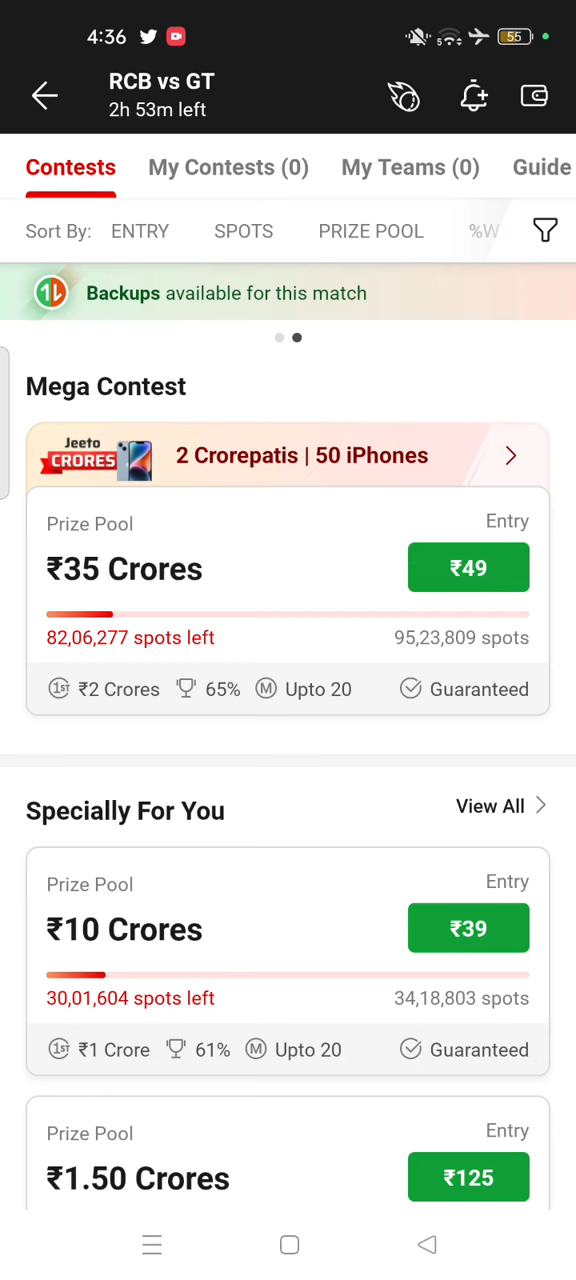 4:36
5
55
RCB vs GT
2h 53m left
Contests My Contests (0) My Teams (0) Guide
Sort By: ENTRY SPOTS PRIZE POOL %W
Backups available for this match
Mega Contest
Jeeto
CRORES
2 Crorepatis | 50 iPhones
Prize Pool Entry
₹35 Crores ₹49
82,06,277 spots left 95,23,809 spots
1ST ₹2 Crores 65% M Upto 20 Guaranteed
Specially For You View All
Prize Pool Entry
₹10 Crores ₹39
30,01,604 spots left 34,18,803 spots
1ST ₹1 Crore 61% M Upto 20 Guaranteed
Prize Pool Entry
₹1.50 Crores ₹125